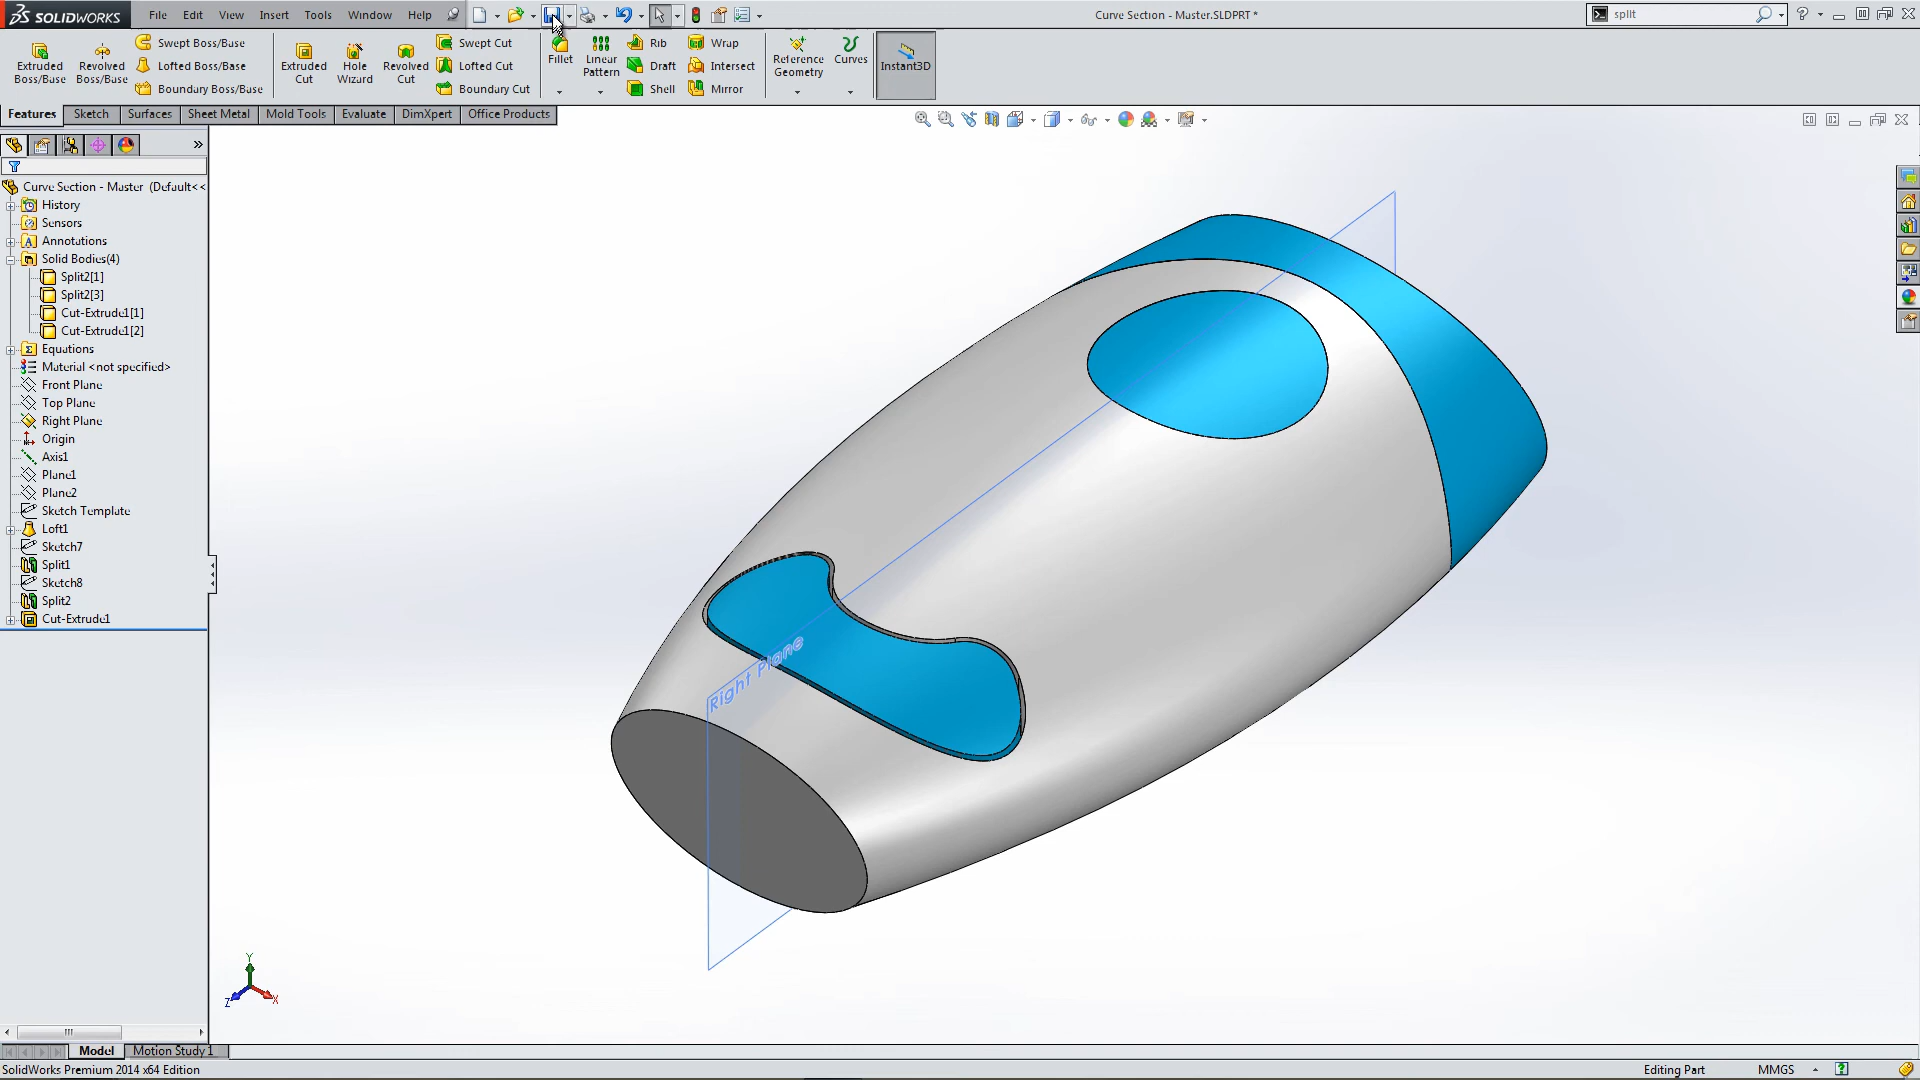 SOLIDWORKS File Edit View Insert Tools Window Help Curve Section - Master.SLDPRT * split
Extruded Boss/Base
Revolved Boss/Base
Swept Boss/Base
Lofted Boss/Base
Boundary Boss/Base
Extruded Cut
Hole Wizard
Revolved Cut
Swept Cut
Lofted Cut
Boundary Cut
Fillet
Linear Pattern
Rib
Draft
Shell
Wrap
Intersect
Mirror
Reference Geometry
Curves
Instant3D
Features Sketch Surfaces Sheet Metal Mold Tools Evaluate DimXpert Office Products
Curve Section - Master (Default<<
History
Sensors
Annotations
Solid Bodies(4)
Split2[1]
Split2[3]
Cut-Extrude1[1]
Cut-Extrude1[2]
Equations
Material <not specified>
Front Plane
Top Plane
Right Plane
Origin
Axis1
Plane1
Plane2
Sketch Template
Loft1
Sketch7
Split1
Sketch8
Split2
Cut-Extrude1
Right Plane
Y
Z
X
Model Motion Study 1
SolidWorks Premium 2014 x64 Edition Editing Part MMGS